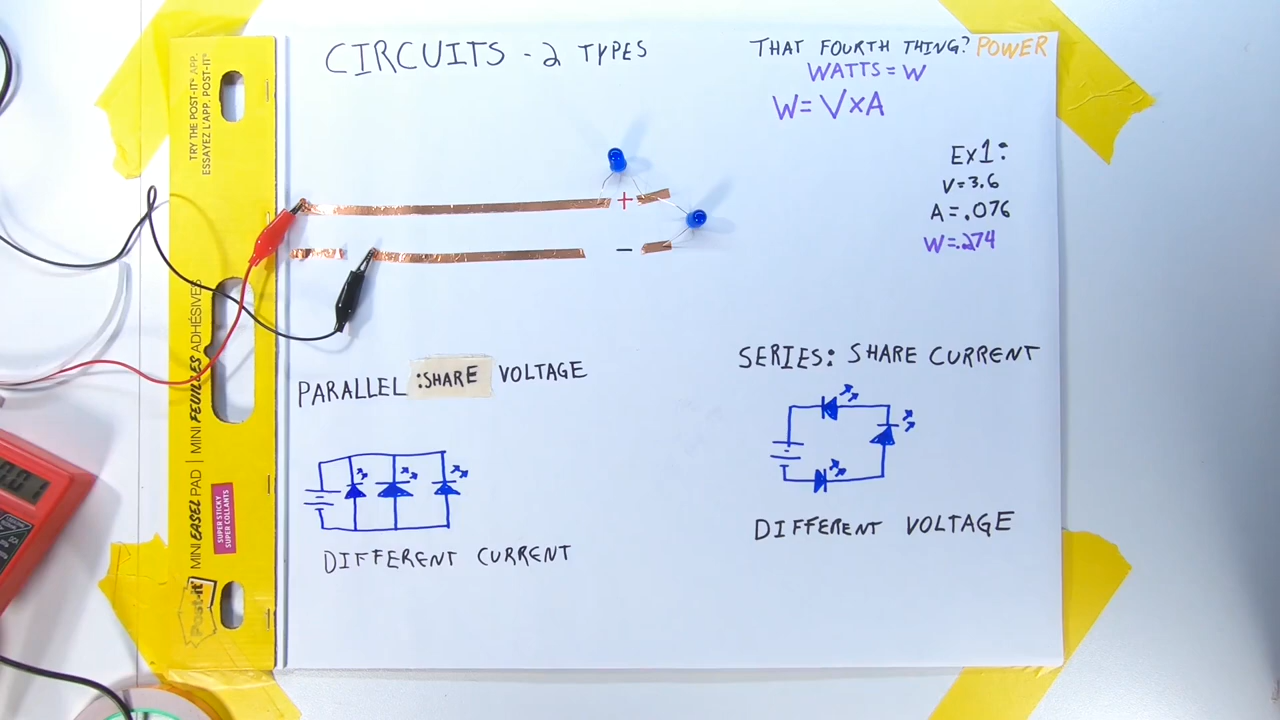 CIRCUITS - 2 TYPES
THAT FOURTH THING? POWER
WATTS = W
W = V x A
Ex1:
V = 3.6
A = .076
W = .274
+
-
PARALLEL :SHARE VOLTAGE
DIFFERENT CURRENT
SERIES: SHARE CURRENT
DIFFERENT VOLTAGE
TRY THE POST-IT® APP.
ESSAYEZ L'APP. POST-IT®
MINI EASEL PAD | MINI FEUILLES ADHÉSIVES
SUPER STICKY
SUPER COLLANTS
Post-it